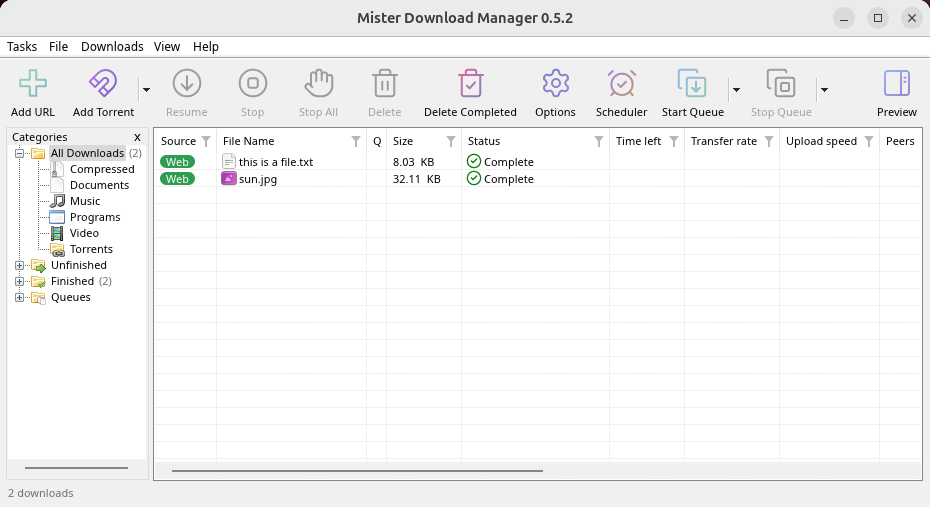 Mister Download Manager 0.5.2
Tasks File Downloads View Help
Add URL Add Torrent Resume Stop Stop All Delete Delete Completed Options Scheduler Start Queue Stop Queue Preview
Categories x
Source File Name Q Size Status Time left Transfer rate Upload speed Peers
All Downloads (2)
Compressed
Documents
Music
Programs
Video
Torrents
Unfinished
Finished (2)
Queues
Web this is a file.txt 8.03 KB Complete
Web sun.jpg 32.11 KB Complete
2 downloads